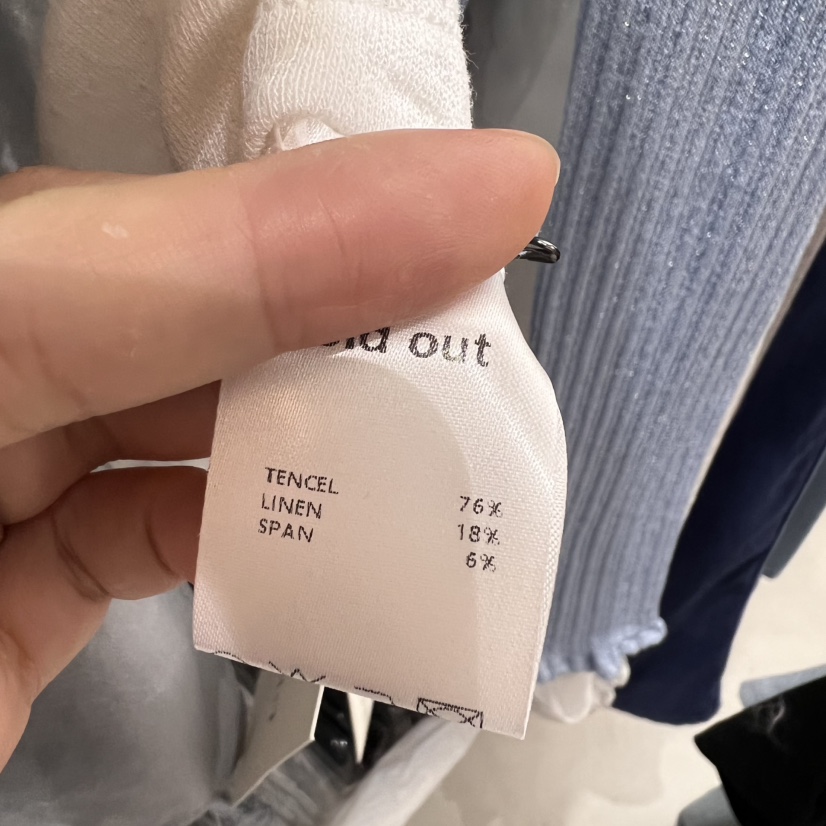 out
TENCEL 76%
LINEN 18%
SPAN 6%